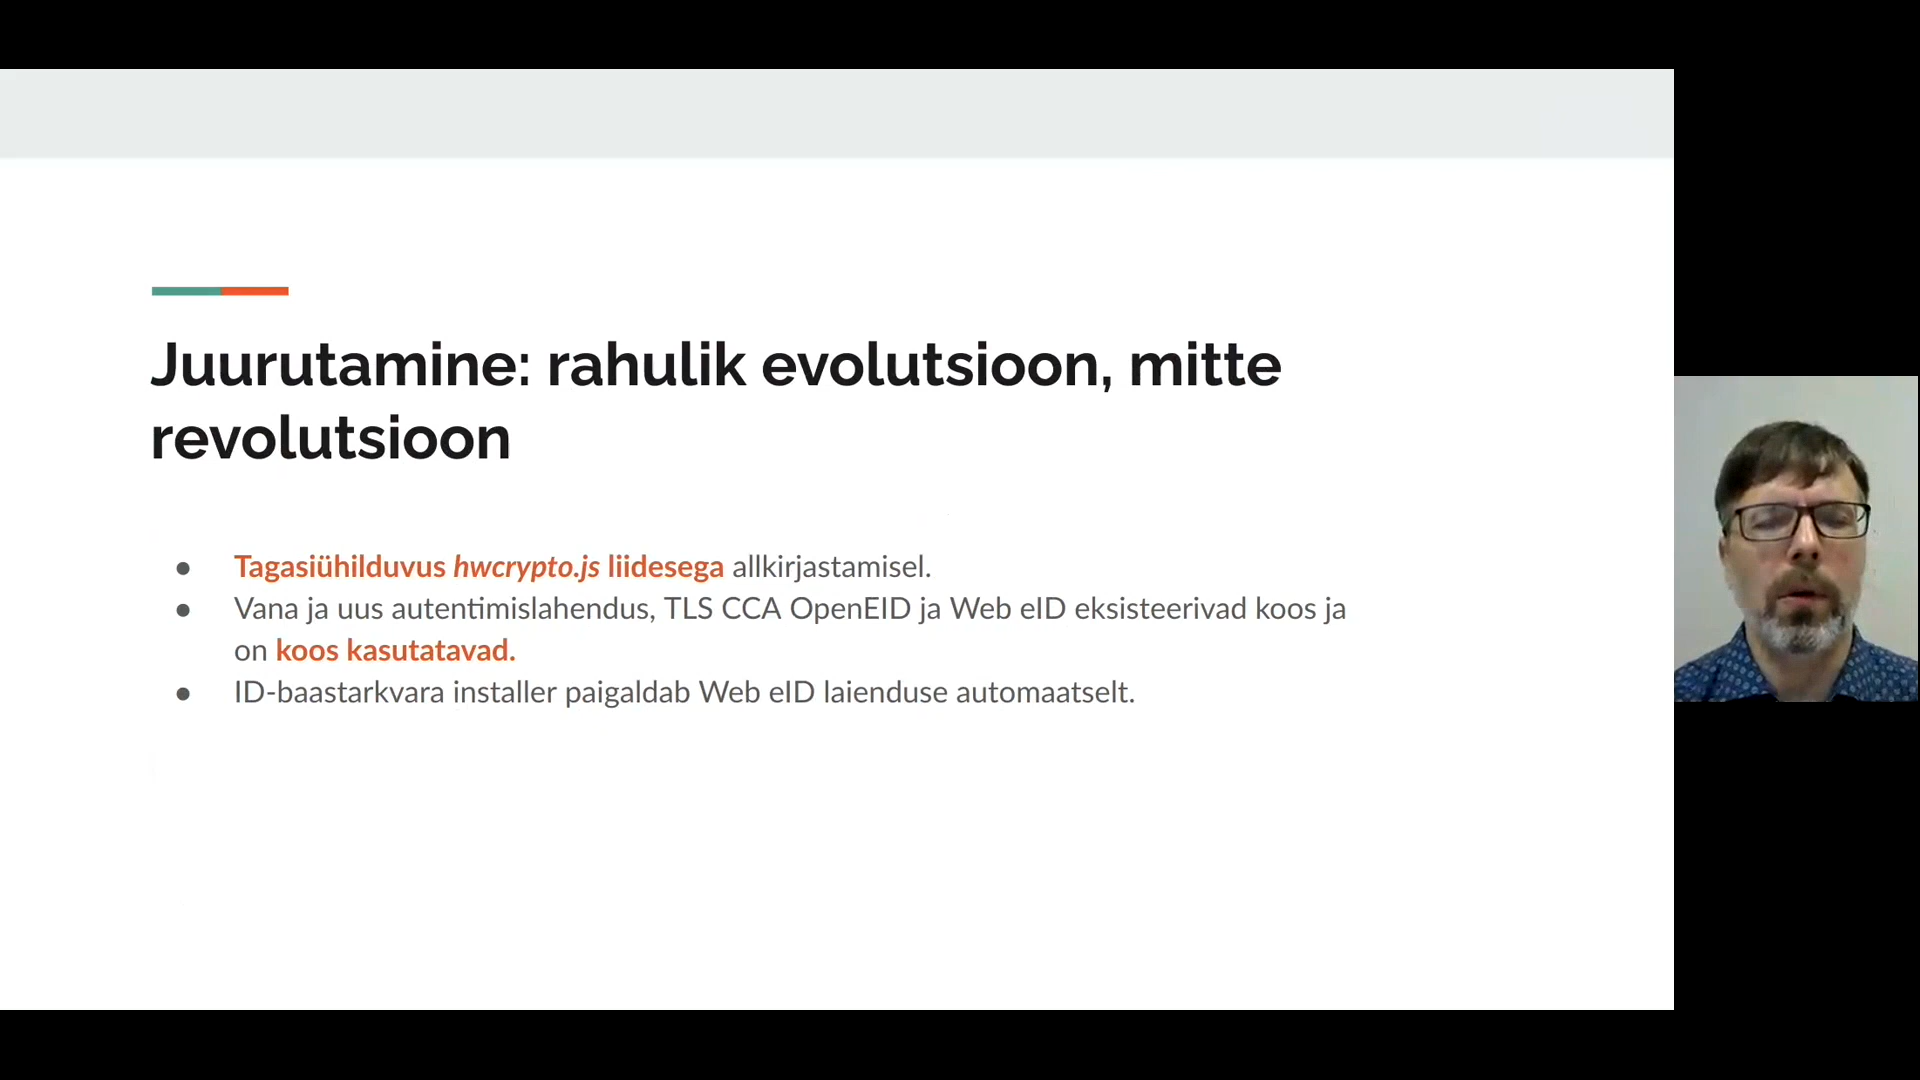 Juurutamine: rahulik evolutsioon, mitte
revolutsioon
● Tagasiühilduvus hwcrypto.js liidesega allkirjastamisel.
● Vana ja uus autentimislahendus, TLS CCA OpenEID ja Web eID eksisteerivad koos ja
on koos kasutatavad.
● ID-baastarkvara installer paigaldab Web eID laienduse automaatselt.